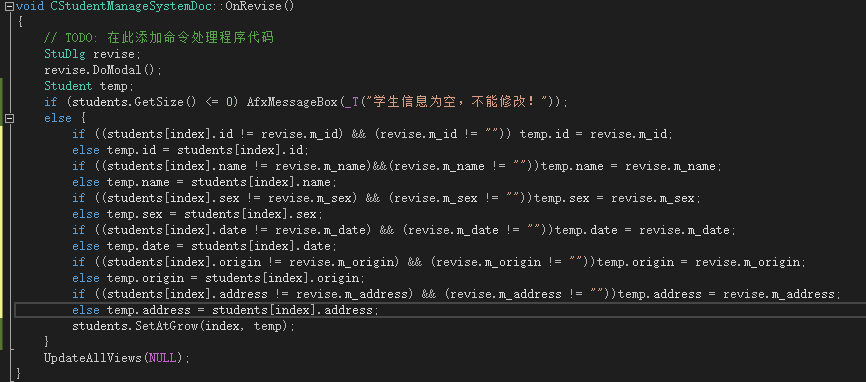 void CStudentManageSystemDoc::OnRevise()
{
// TODO: 在此添加命令处理程序代码
StuDlg revise;
revise.DoModal();
Student temp;
if (students.GetSize() <= 0) AfxMessageBox(_T("学生信息为空，不能修改！"));
else {
if ((students[index].id != revise.m_id) && (revise.m_id != "")) temp.id = revise.m_id;
else temp.id = students[index].id;
if ((students[index].name != revise.m_name)&&(revise.m_name != ""))temp.name = revise.m_name;
else temp.name = students[index].name;
if ((students[index].sex != revise.m_sex) && (revise.m_sex != ""))temp.sex = revise.m_sex;
else temp.sex = students[index].sex;
if ((students[index].date != revise.m_date) && (revise.m_date != ""))temp.date = revise.m_date;
else temp.date = students[index].date;
if ((students[index].origin != revise.m_origin) && (revise.m_origin != ""))temp.origin = revise.m_origin;
else temp.origin = students[index].origin;
if ((students[index].address != revise.m_address) && (revise.m_address != ""))temp.address = revise.m_address;
else temp.address = students[index].address;
students.SetAtGrow(index, temp);
}
UpdateAllViews(NULL);
}